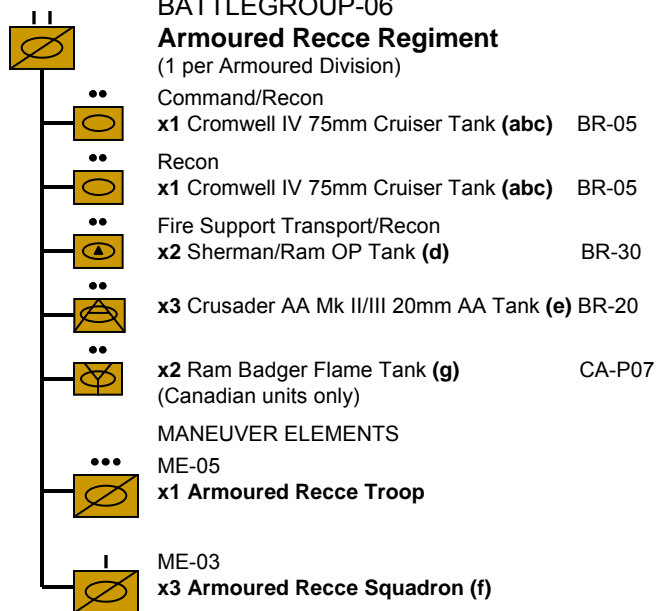 BATTLEGROUP-06
Armoured Recce Regiment
(1 per Armoured Division)
Command/Recon
x1 Cromwell IV 75mm Cruiser Tank (abc) BR-05
Recon
x1 Cromwell IV 75mm Cruiser Tank (abc) BR-05
Fire Support Transport/Recon
x2 Sherman/Ram OP Tank (d) BR-30
x3 Crusader AA Mk II/III 20mm AA Tank (e) BR-20
x2 Ram Badger Flame Tank (g) CA-P07
(Canadian units only)
MANEUVER ELEMENTS
ME-05
x1 Armoured Recce Troop
ME-03
x3 Armoured Recce Squadron (f)